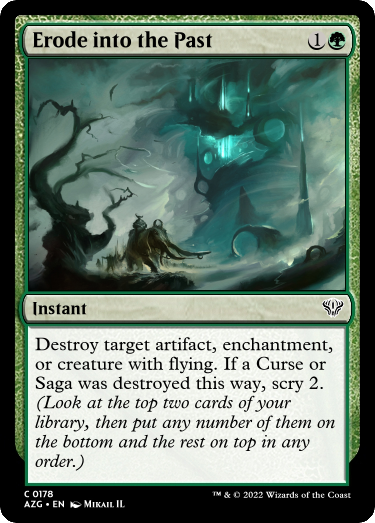 Erode into the Past 1
Instant
Destroy target artifact, enchantment,
or creature with flying. If a Curse or
Saga was destroyed this way, scry 2.
(Look at the top two cards of your
library, then put any number of them on
the bottom and the rest on top in any
order.)
C 0178
AZG • EN Mikail IL
™ & © 2022 Wizards of the Coast